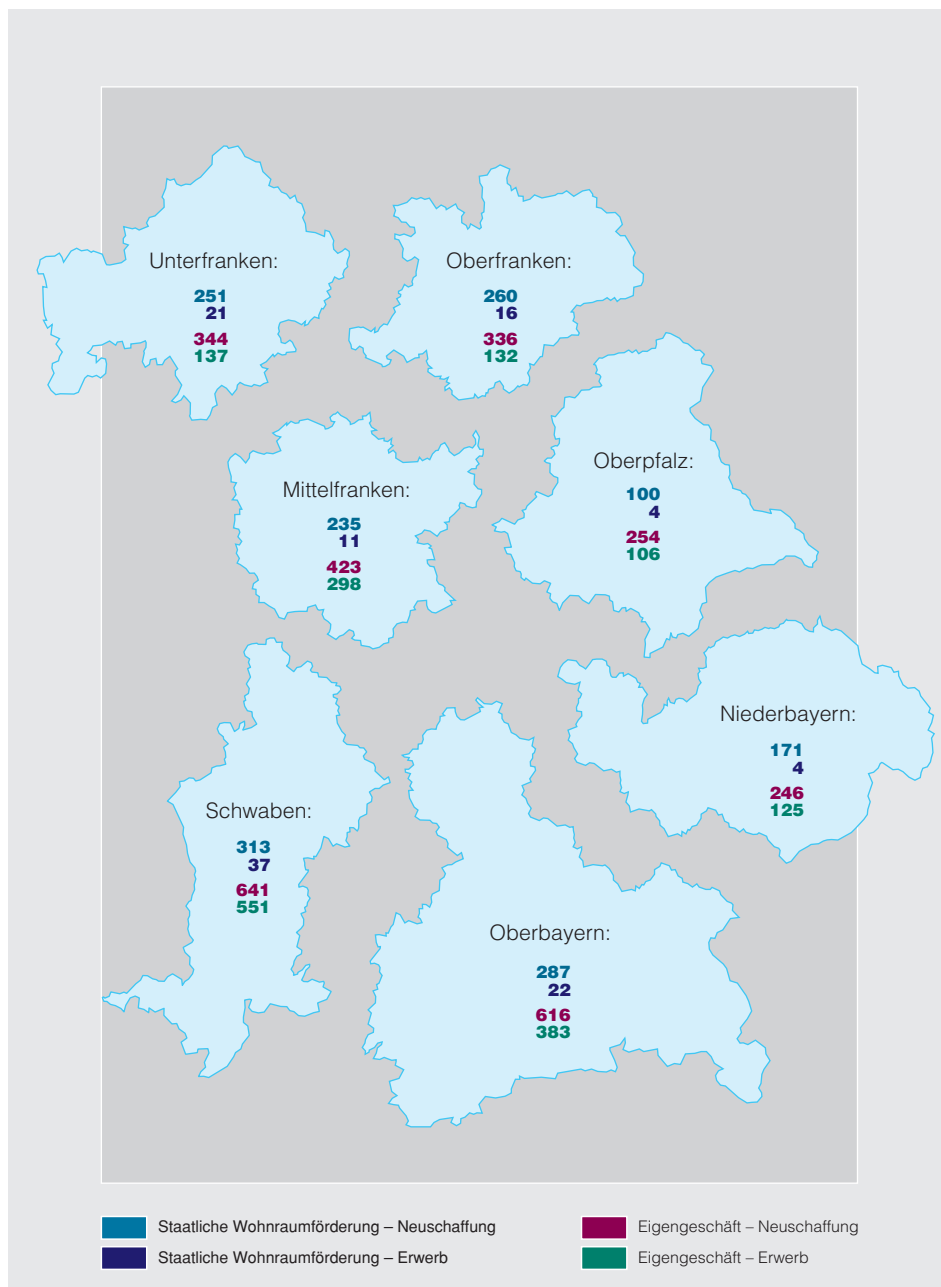 Unterfranken:
251
21
344
137
Oberfranken:
260
16
336
132
Mittelfranken:
235
11
423
298
Oberpfalz:
100
4
254
106
Niederbayern:
171
4
246
125
Schwaben:
313
37
641
551
Oberbayern:
287
22
616
383
Staatliche Wohnraumförderung – Neuschaffung
Staatliche Wohnraumförderung – Erwerb
Eigengeschäft – Neuschaffung
Eigengeschäft – Erwerb